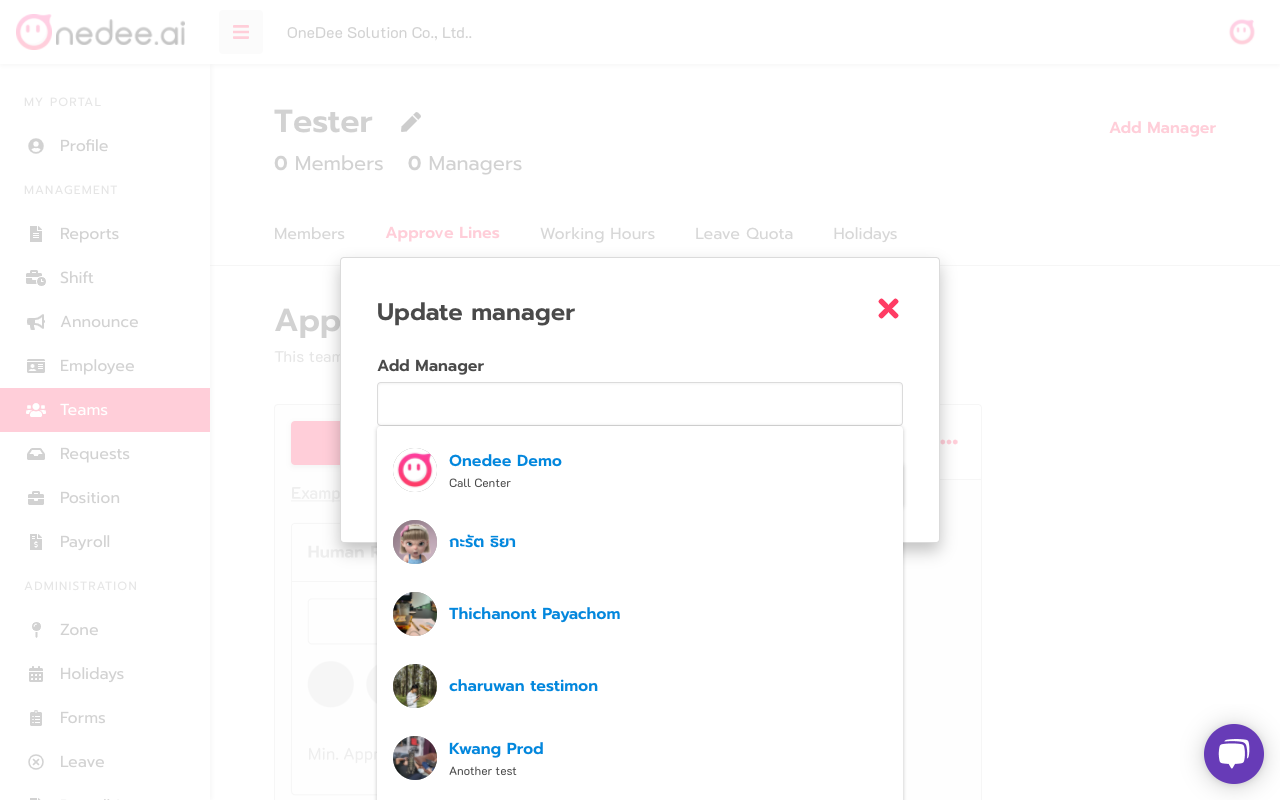 Onedee.ai
OneDee Solution Co., Ltd..
MY PORTAL
Profile
MANAGEMENT
Reports
Shift
Announce
Employee
Teams
Requests
Position
Payroll
ADMINISTRATION
Zone
Holidays
Forms
Leave
Tester
Add Manager
0 Members 0 Managers
Members Approve Lines Working Hours Leave Quota Holidays
App
This team
Examp
Human R
Min. Appr
Update manager
Add Manager
Onedee Demo
Call Center
กะรัต ธิยา
Thichanont Payachom
charuwan testimon
Kwang Prod
Another test